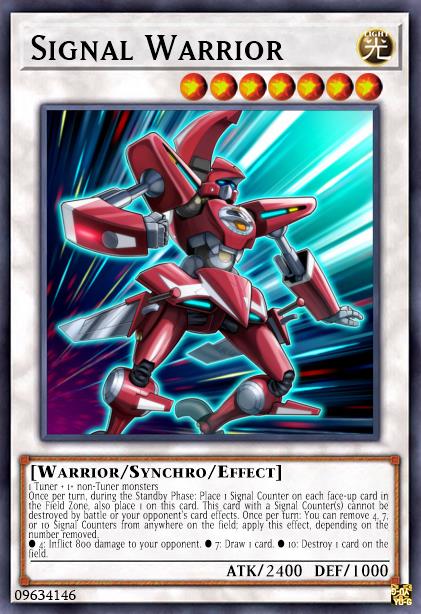 Signal Warrior
LIGHT
光
[Warrior/Synchro/Effect]
1 Tuner + 1+ non-Tuner monsters
Once per turn, during the Standby Phase: Place 1 Signal Counter on each face-up card in
the Field Zone, also place 1 on this card. This card with a Signal Counter(s) cannot be
destroyed by battle or your opponent's card effects. Once per turn: You can remove 4, 7,
or 10 Signal Counters from anywhere on the field; apply this effect, depending on the
number removed.
● 4: Inflict 800 damage to your opponent. ● 7: Draw 1 card. ● 10: Destroy 1 card on the
field.
ATK/2400 DEF/1000
09634146